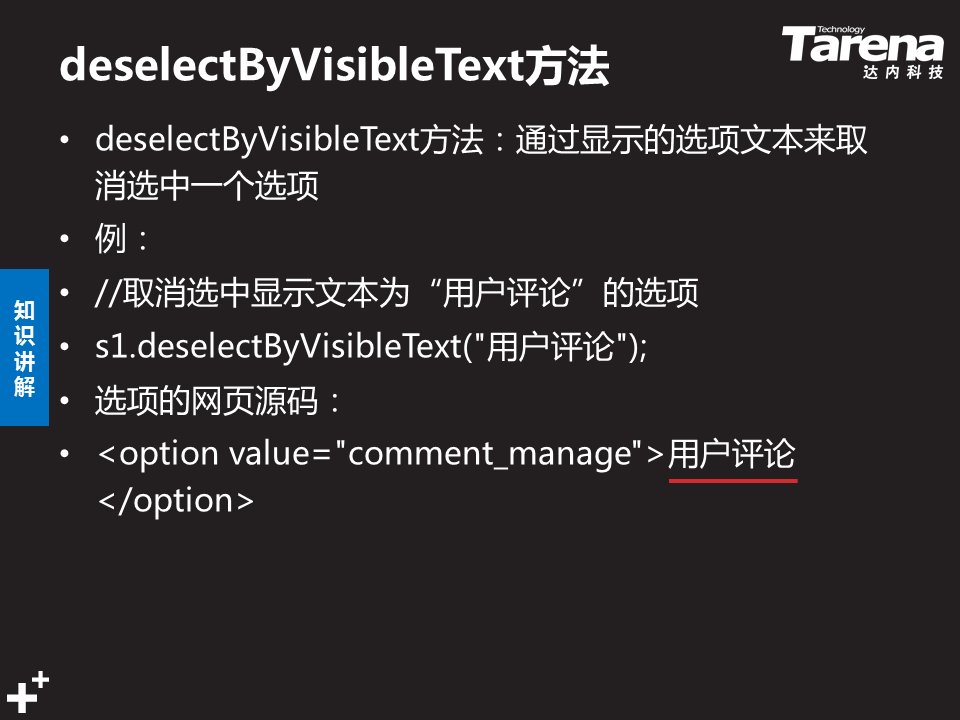 deselectByVisibleText方法
Technology
Tarena
达内科技
• deselectByVisibleText方法：通过显示的选项文本来取
消选中一个选项
• 例：
• //取消选中显示文本为“用户评论”的选项
• s1.deselectByVisibleText("用户评论");
• 选项的网页源码：
• <option value="comment_manage">用户评论
</option>
知
识
讲
解